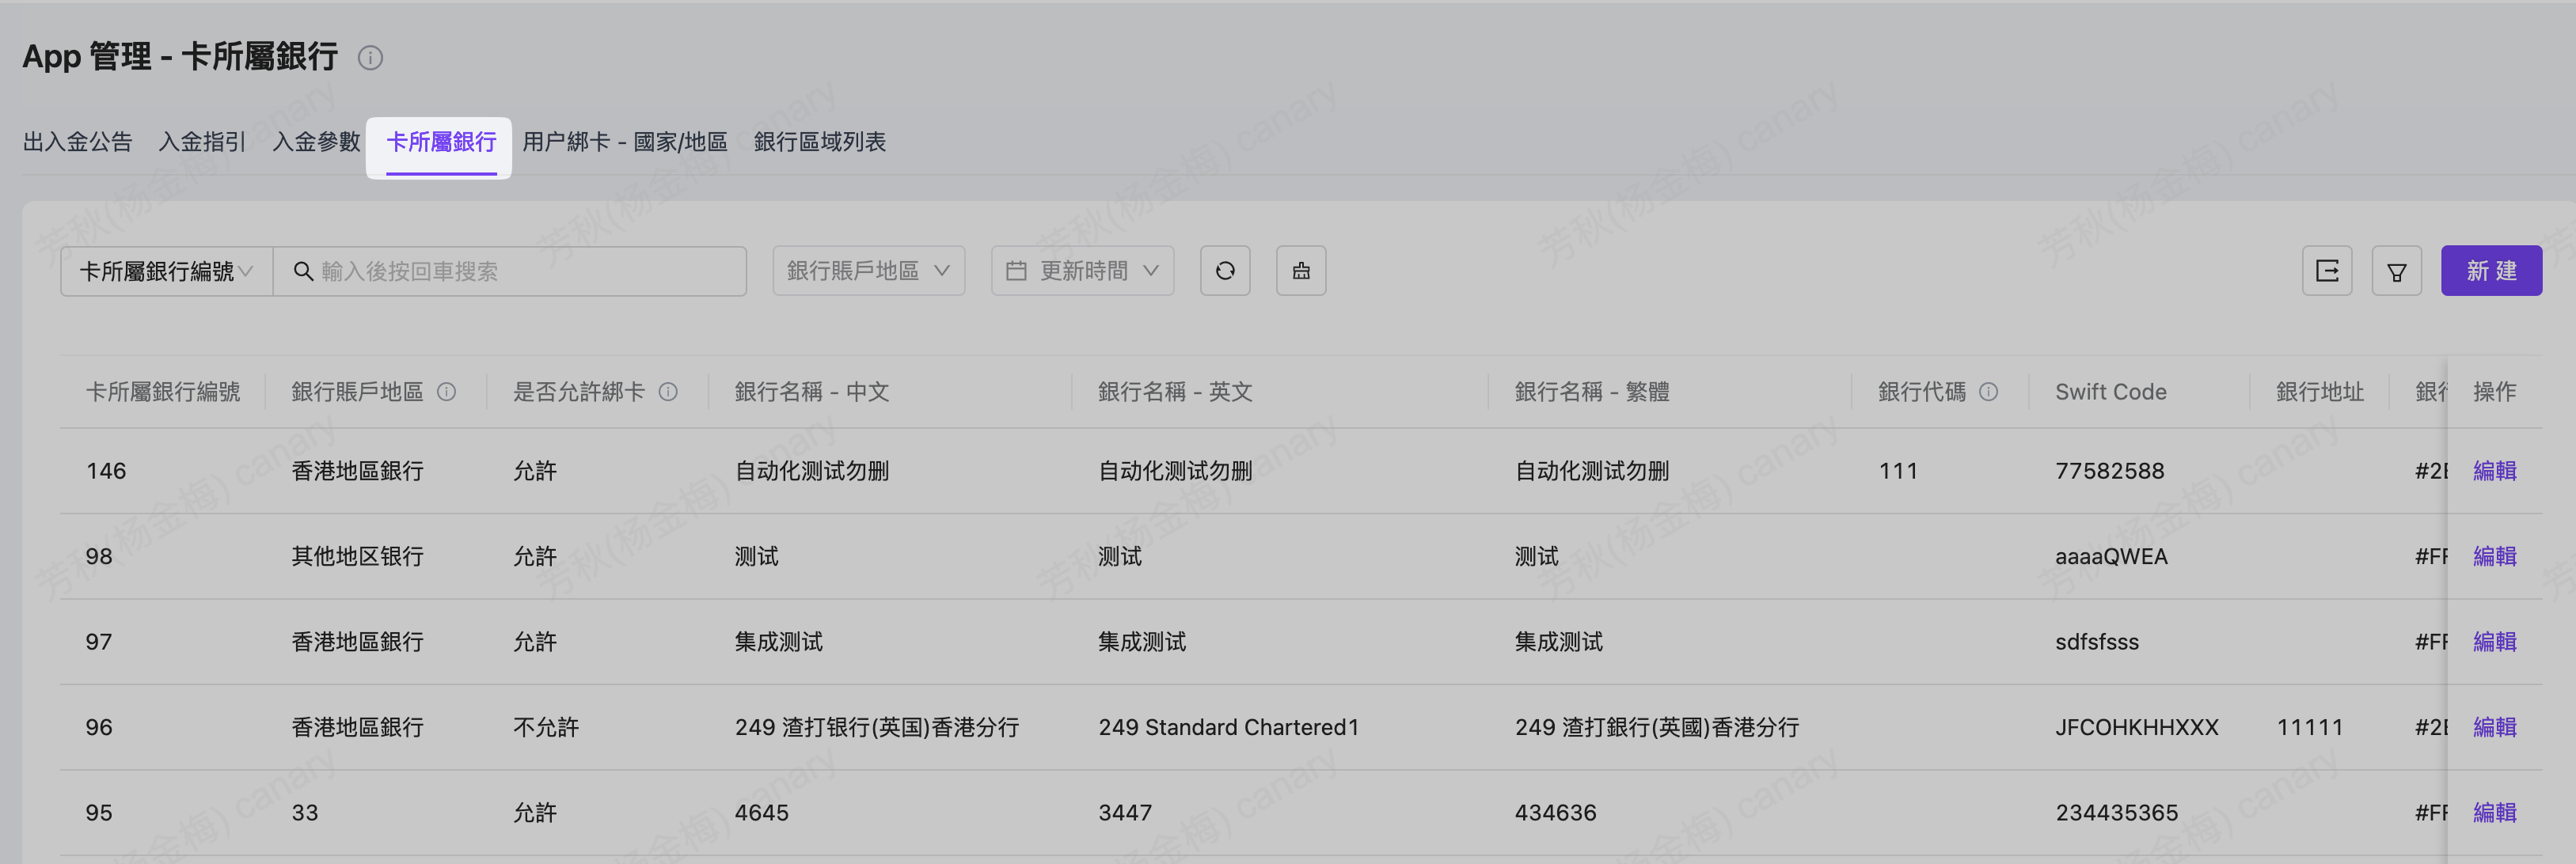 App 管理 - 卡所屬銀行
出入金公告 入金指引 入金參數 卡所屬銀行 用户綁卡 - 國家/地區 銀行區域列表
卡所屬銀行編號 輸入後按回車搜索 銀行賬戶地區 更新時間 新 建
卡所屬銀行編號 銀行賬戶地區 是否允許綁卡 銀行名稱 - 中文 銀行名稱 - 英文 銀行名稱 - 繁體 銀行代碼 Swift Code 銀行地址 銀行 操作
146 香港地區銀行 允許 自动化测试勿删 自动化测试勿删 自动化测试勿删 111 77582588 #2E 編輯
98 其他地区银行 允許 测试 测试 测试 aaaaQWEA #FF 編輯
97 香港地區銀行 允許 集成测试 集成测试 集成测试 sdfsfsss #FF 編輯
96 香港地區銀行 不允許 249 渣打银行(英国)香港分行 249 Standard Chartered1 249 渣打銀行(英國)香港分行 JFCOHKHHXXX 11111 #2E 編輯
95 33 允許 4645 3447 434636 234435365 #FF 編輯
芳秋(杨金梅) canary